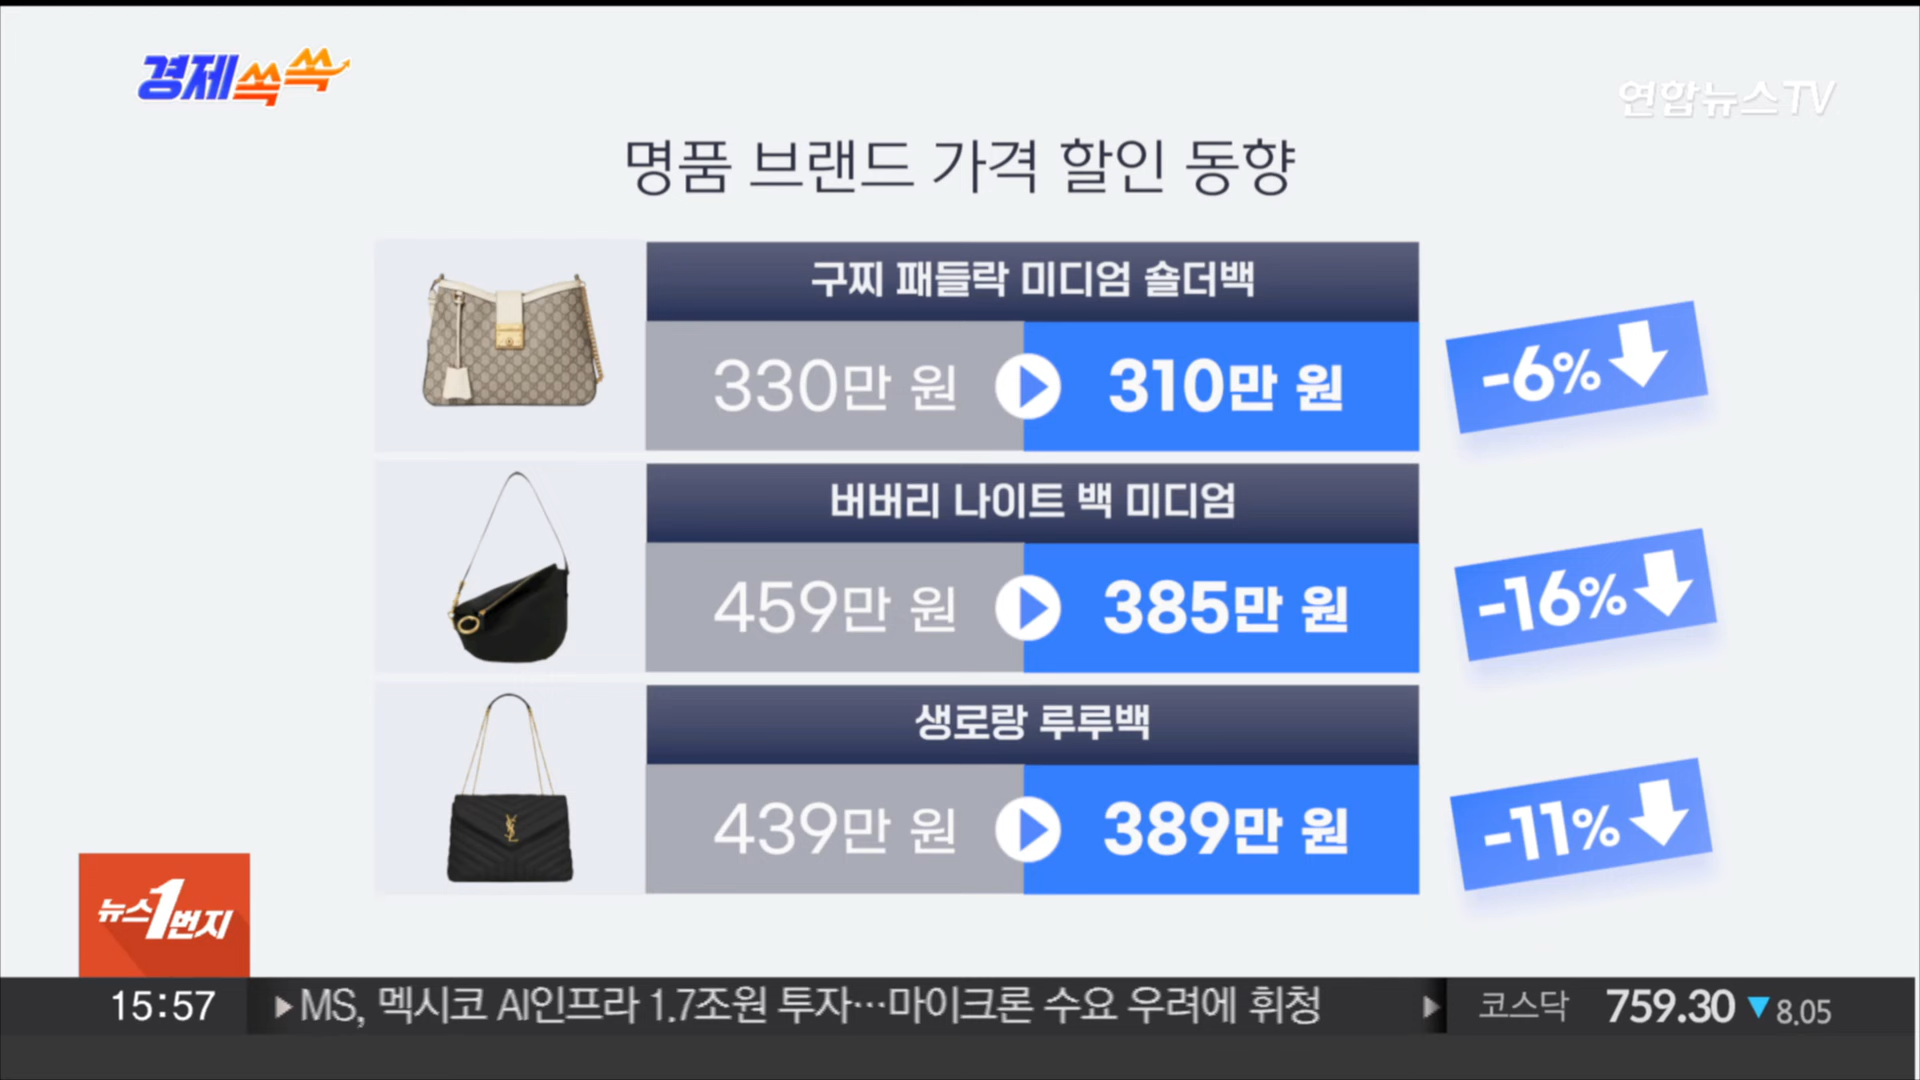 경제쏙쏙
연합뉴스TV
명품 브랜드 가격 할인 동향
구찌 패들락 미디엄 숄더백
330만 원 310만 원
-6%
버버리 나이트 백 미디엄
459만 원 385만 원
-16%
생로랑 루루백
439만 원 389만 원
-11%
뉴스1번지
15:57 ▶MS, 멕시코 AI인프라 1.7조원 투자…마이크론 수요 우려에 휘청 ▶ 코스닥 759.30 ▼ 8.05